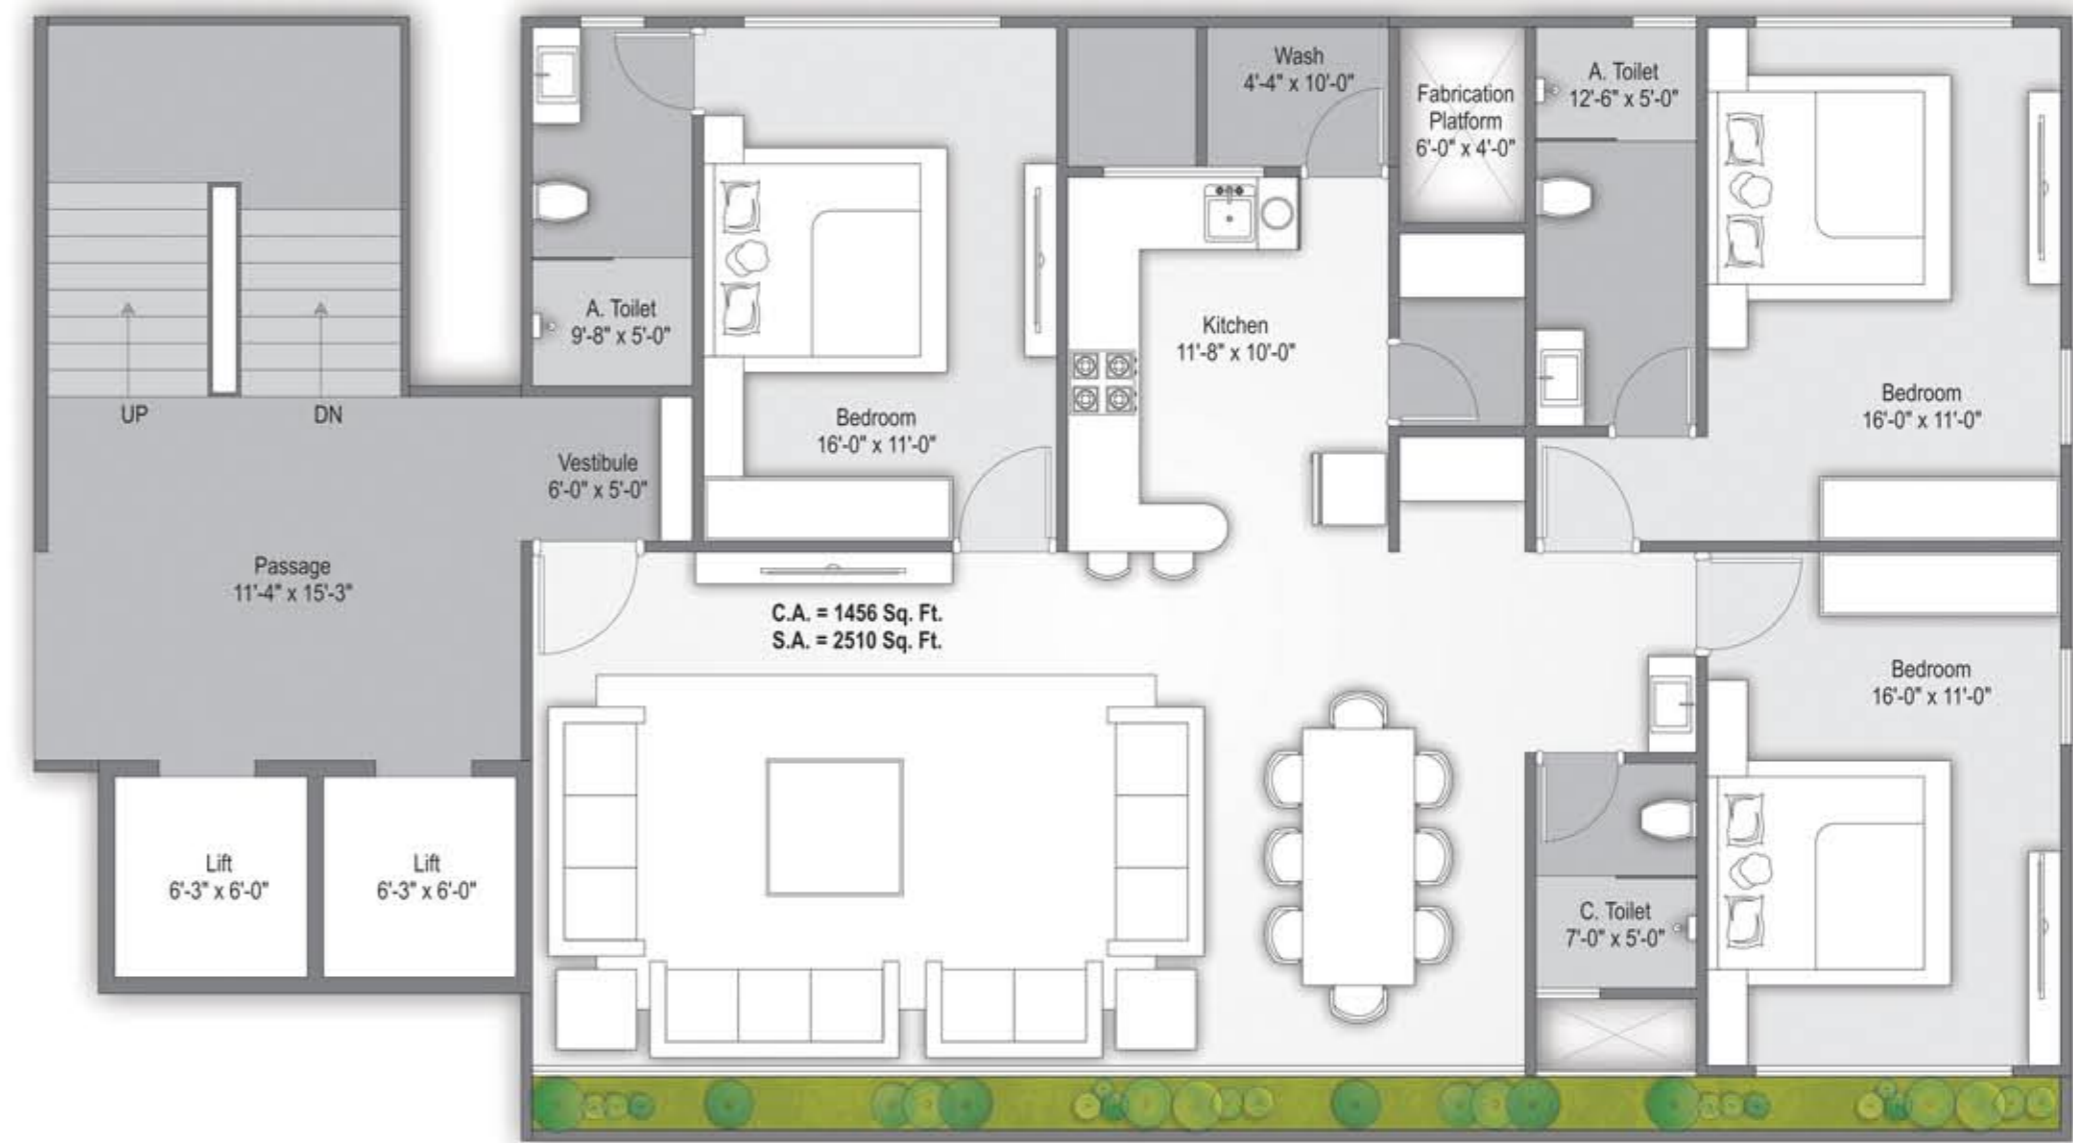 Wash
4'-4" x 10'-0"
Fabrication
Platform
6'-0" x 4'-0"
A. Toilet
12'-6" x 5'-0"
A. Toilet
9'-8" x 5'-0"
Kitchen
11'-8" x 10'-0"
UP
DN
Bedroom
16'-0" x 11'-0"
Bedroom
16'-0" x 11'-0"
Vestibule
6'-0" x 5'-0"
Passage
11'-4" x 15'-3"
C.A. = 1456 Sq. Ft.
S.A. = 2510 Sq. Ft.
Bedroom
16'-0" x 11'-0"
Lift
6'-3" x 6'-0"
Lift
6'-3" x 6'-0"
C. Toilet
7'-0" x 5'-0"